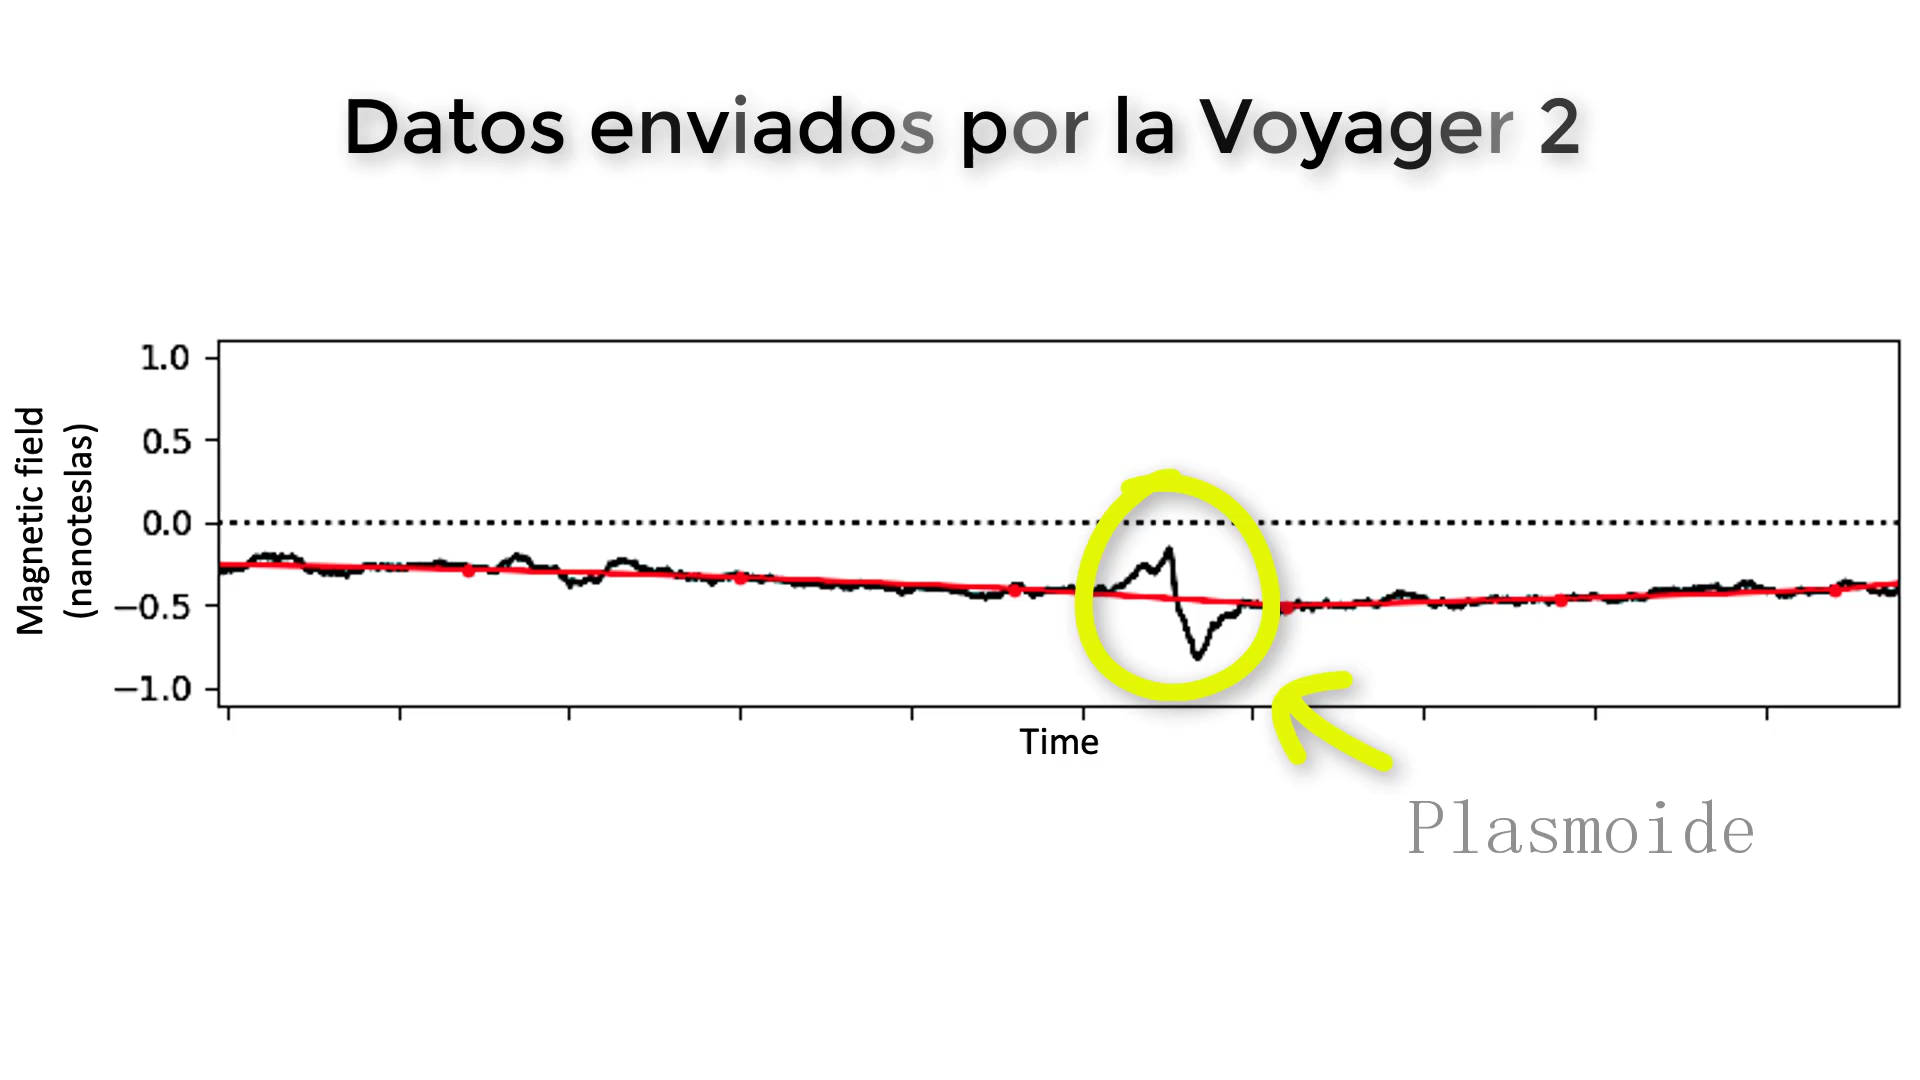 Datos enviados por la Voyager 2
Magnetic field
(nanoteslas)
1.0
0.5
0.0
−0.5
−1.0
Time
Plasmoide